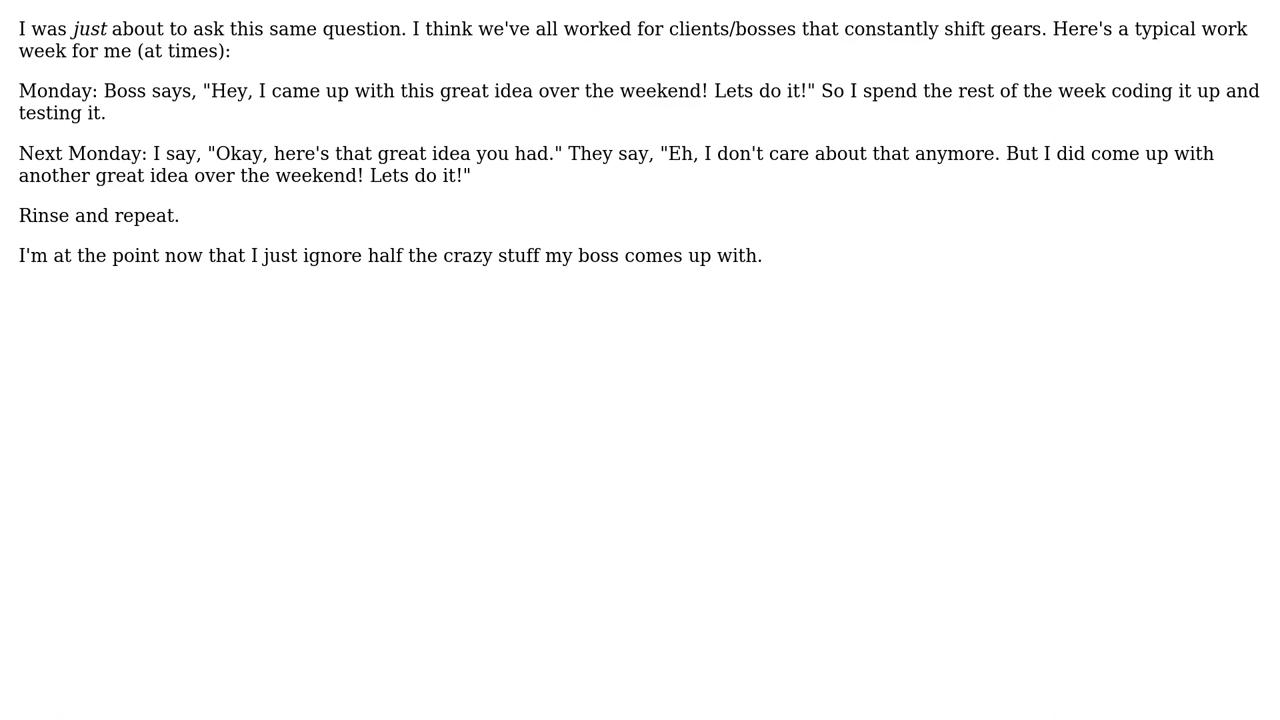 I was just about to ask this same question. I think we've all worked for clients/bosses that constantly shift gears. Here's a typical work
week for me (at times):
Monday: Boss says, "Hey, I came up with this great idea over the weekend! Lets do it!" So I spend the rest of the week coding it up and
testing it.
Next Monday: I say, "Okay, here's that great idea you had." They say, "Eh, I don't care about that anymore. But I did come up with
another great idea over the weekend! Lets do it!"
Rinse and repeat.
I'm at the point now that I just ignore half the crazy stuff my boss comes up with.